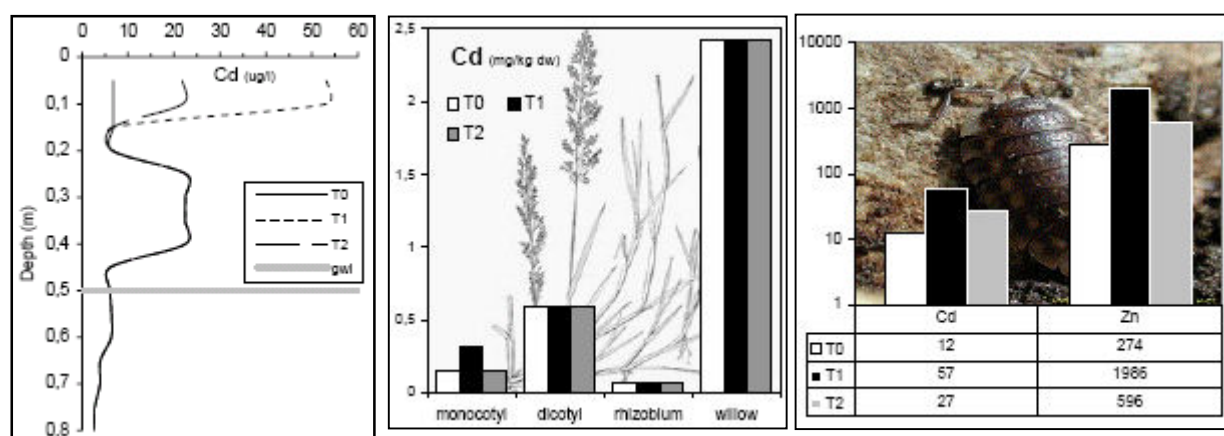 0 10 20 30 40 50 60
Cd (ug/l)
0
0,1
0,2
0,3
0,4
0,5
0,6
0,7
0,8
Depth (m)
T0
T1
T2
gwl
2,5
2
1,5
1
0,5
0
Cd (mg/kg dw)
T0 T1
T2
monocotyl dicotyl rhizobium willow
10000
1000
100
10
1
Cd Zn
T0 12 274
T1 57 1986
T2 27 596